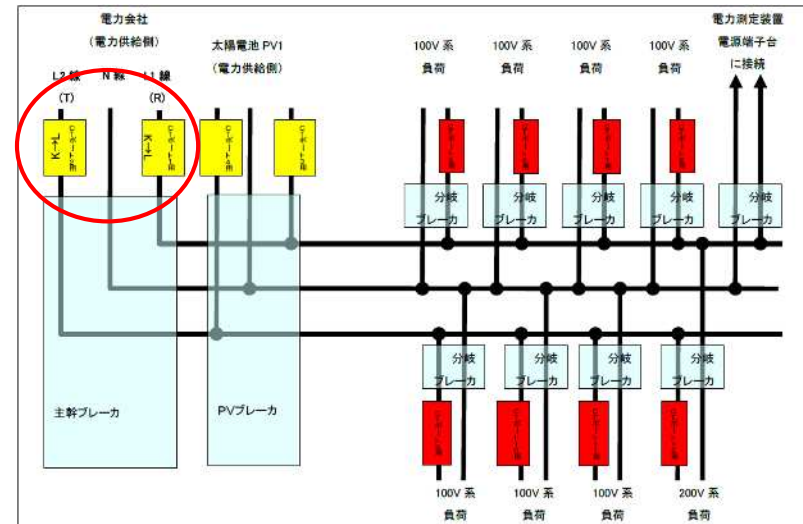 電力会社
(電力供給側)
L2 線
(T)
N 線
L1 線
(R)
太陽電池 PV1
(電力供給側)
100V 系
負荷
100V 系
負荷
100V 系
負荷
100V 系
負荷
電力測定装置
電源端子台
に接続
K→L
K→L
分岐
ブレーカ
分岐
ブレーカ
分岐
ブレーカ
分岐
ブレーカ
分岐
ブレーカ
主幹ブレーカ
PVブレーカ
分岐
ブレーカ
分岐
ブレーカ
分岐
ブレーカ
分岐
ブレーカ
100V 系
負荷
100V 系
負荷
100V 系
負荷
200V 系
負荷